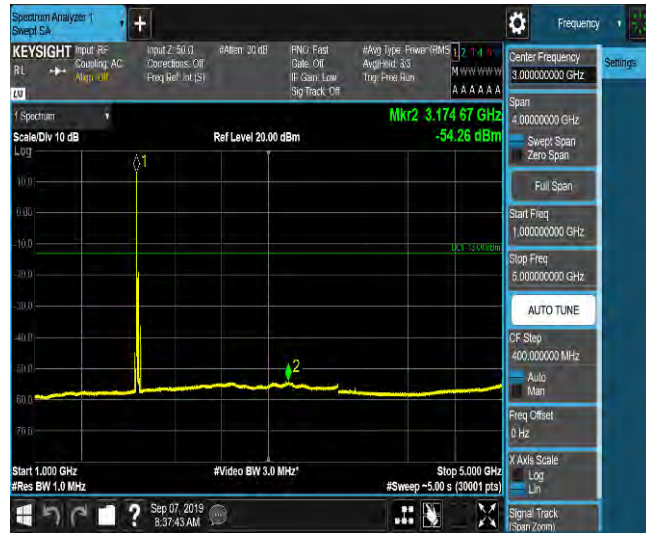 Spectrum Analyzer 1
Swept SA
+
Frequency
KEYSIGHT
Input: RF
Coupling: AC
Align: Off
Input Z: 50 Ω
Corrections: Off
Freq Ref: Int (S)
#Atten: 30 dB
PNO: Fast
Gate: Off
IF Gain: Low
Sig Track: Off
#Avg Type: Power (RMS
Avg|Hold: 3/3
Trig: Free Run
M W W W W W
A A A A A A
RL
LXI
Center Frequency
3.000000000 GHz
Settings
Span
4.00000000 GHz
Swept Span
Zero Span
Full Span
Start Freq
1.000000000 GHz
Stop Freq
5.000000000 GHz
AUTO TUNE
CF Step
400.000000 MHz
Auto
Man
Freq Offset
0 Hz
X Axis Scale
Log
Lin
Signal Track
(Span Zoom)
1 Spectrum
Scale/Div 10 dB
Ref Level 20.00 dBm
Mkr2 3.174 67 GHz
-54.26 dBm
Log
1
10.0
0.00
-10.0
DL1 -13.00 dBm
-20.0
-30.0
-40.0
-50.0
2
-60.0
-70.0
Start 1.000 GHz
#Video BW 3.0 MHz*
Stop 5.000 GHz
#Res BW 1.0 MHz
#Sweep ~5.00 s (30001 pts)
?
Sep 07, 2019
8:37:43 AM